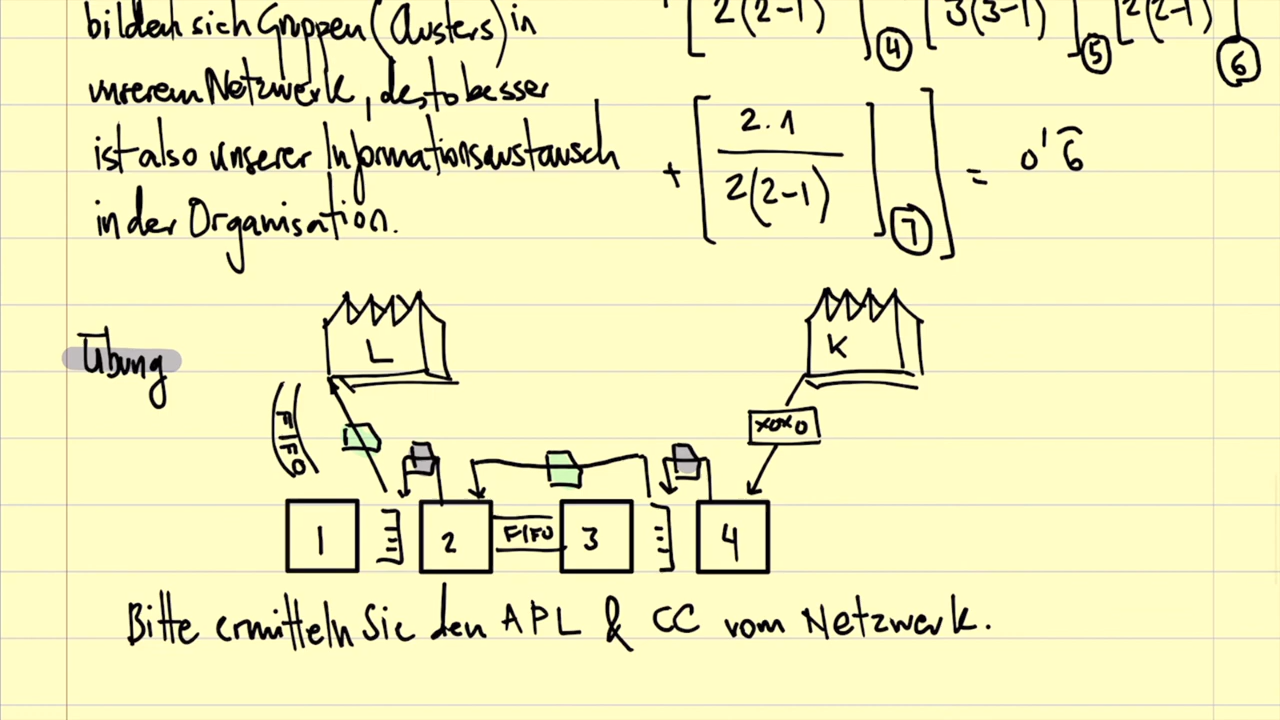 bilden sich Gruppen (Clusters) in
unserem Netzwerk, desto besser
ist also unserer Informationsaustausch
in der Organisation.
[2(2-1)]④ [3(3-1)]⑤ [2(2-1)]⑥
+ [2.1 / 2(2-1)]⑦] = 0'6̄
Übung
L
K
FIFO
XOXO
1
2
FIFO
3
4
Bitte ermitteln Sie den APL & CC vom Netzwerk.